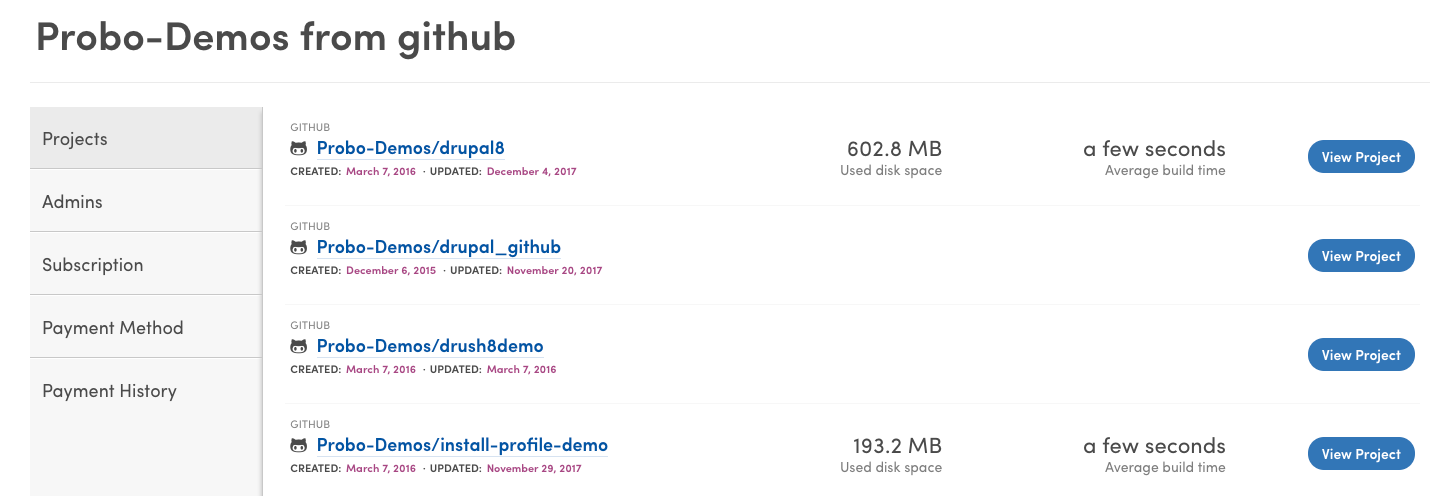 Probo-Demos from github
Projects
Admins
Subscription
Payment Method
Payment History
GITHUB
Probo-Demos/drupal8
CREATED: March 7, 2016 · UPDATED: December 4, 2017
602.8 MB
Used disk space
a few seconds
Average build time
View Project
GITHUB
Probo-Demos/drupal_github
CREATED: December 6, 2015 · UPDATED: November 20, 2017
View Project
GITHUB
Probo-Demos/drush8demo
CREATED: March 7, 2016 · UPDATED: March 7, 2016
View Project
GITHUB
Probo-Demos/install-profile-demo
CREATED: March 7, 2016 · UPDATED: November 29, 2017
193.2 MB
Used disk space
a few seconds
Average build time
View Project